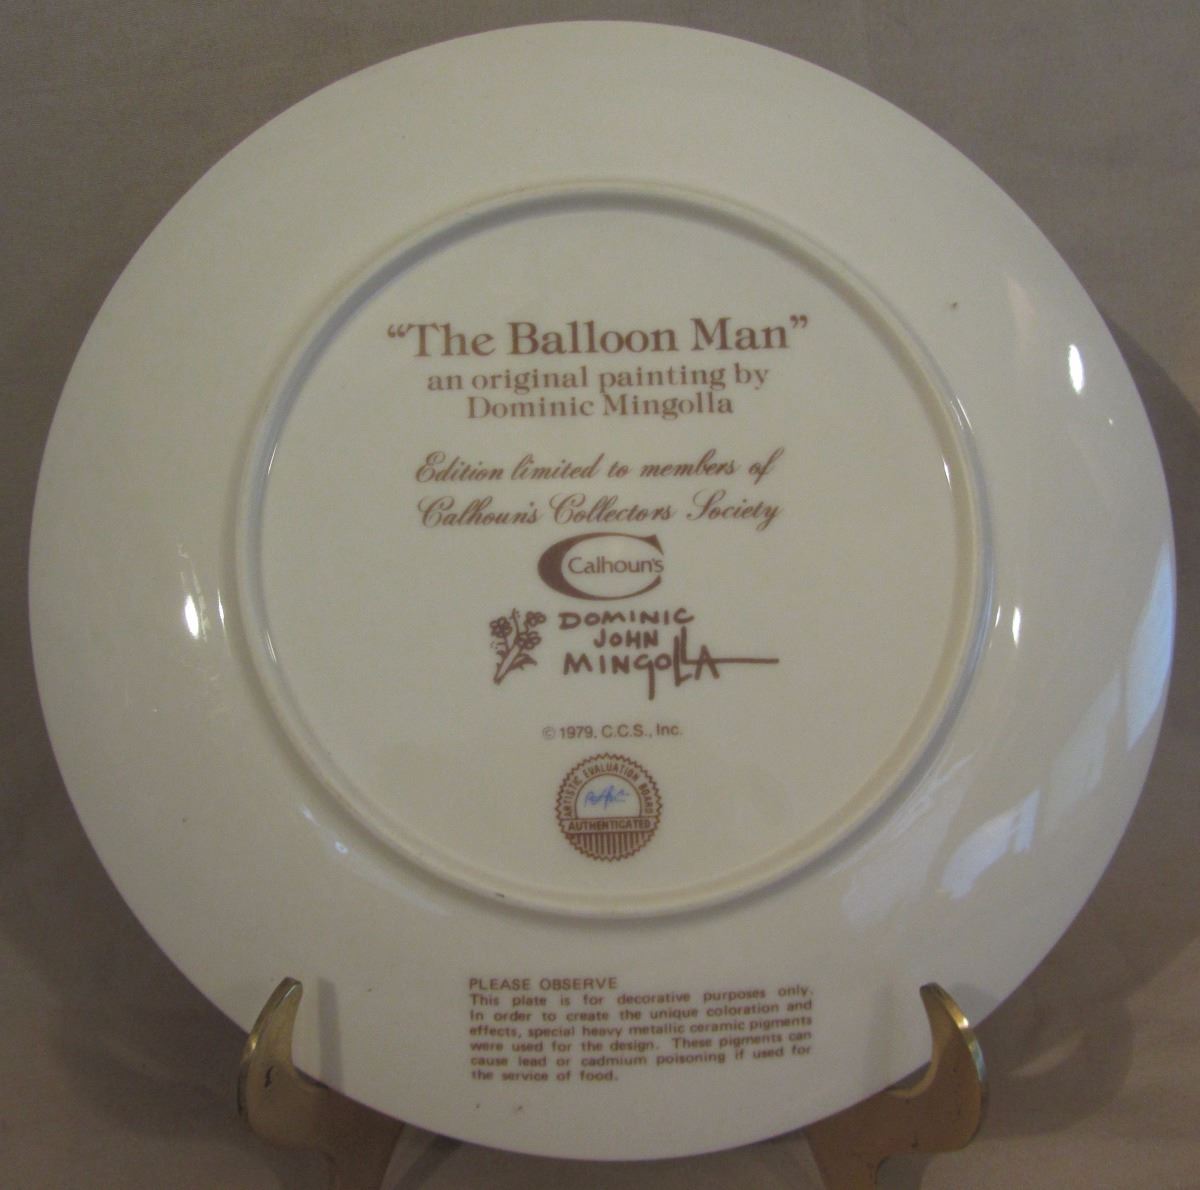 “The Balloon Man”
an original painting by
Dominic Mingolla
Edition limited to members of
Calhoun's Collectors Society
Calhoun's
DOMINIC
JOHN
MINGOLLA
© 1979. C.C.S., Inc.
ARTISTIC EVALUATION BOARD
AUTHENTICATED
PLEASE OBSERVE
This plate is for decorative purposes only.
In order to create the unique coloration and
effects, special heavy metallic ceramic pigments
were used for the design. These pigments can
cause lead or cadmium poisoning if used for
the service of food.